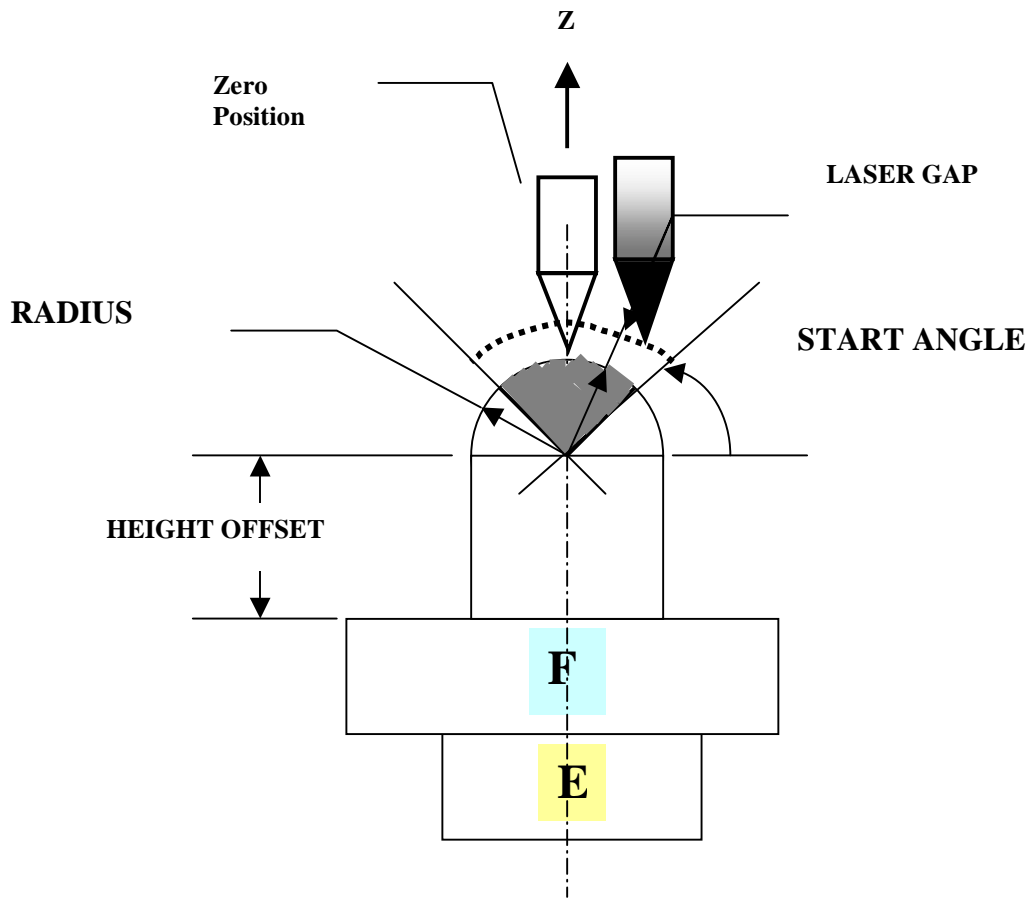 Z
Zero
Position
LASER GAP
RADIUS
START ANGLE
HEIGHT OFFSET
F
E